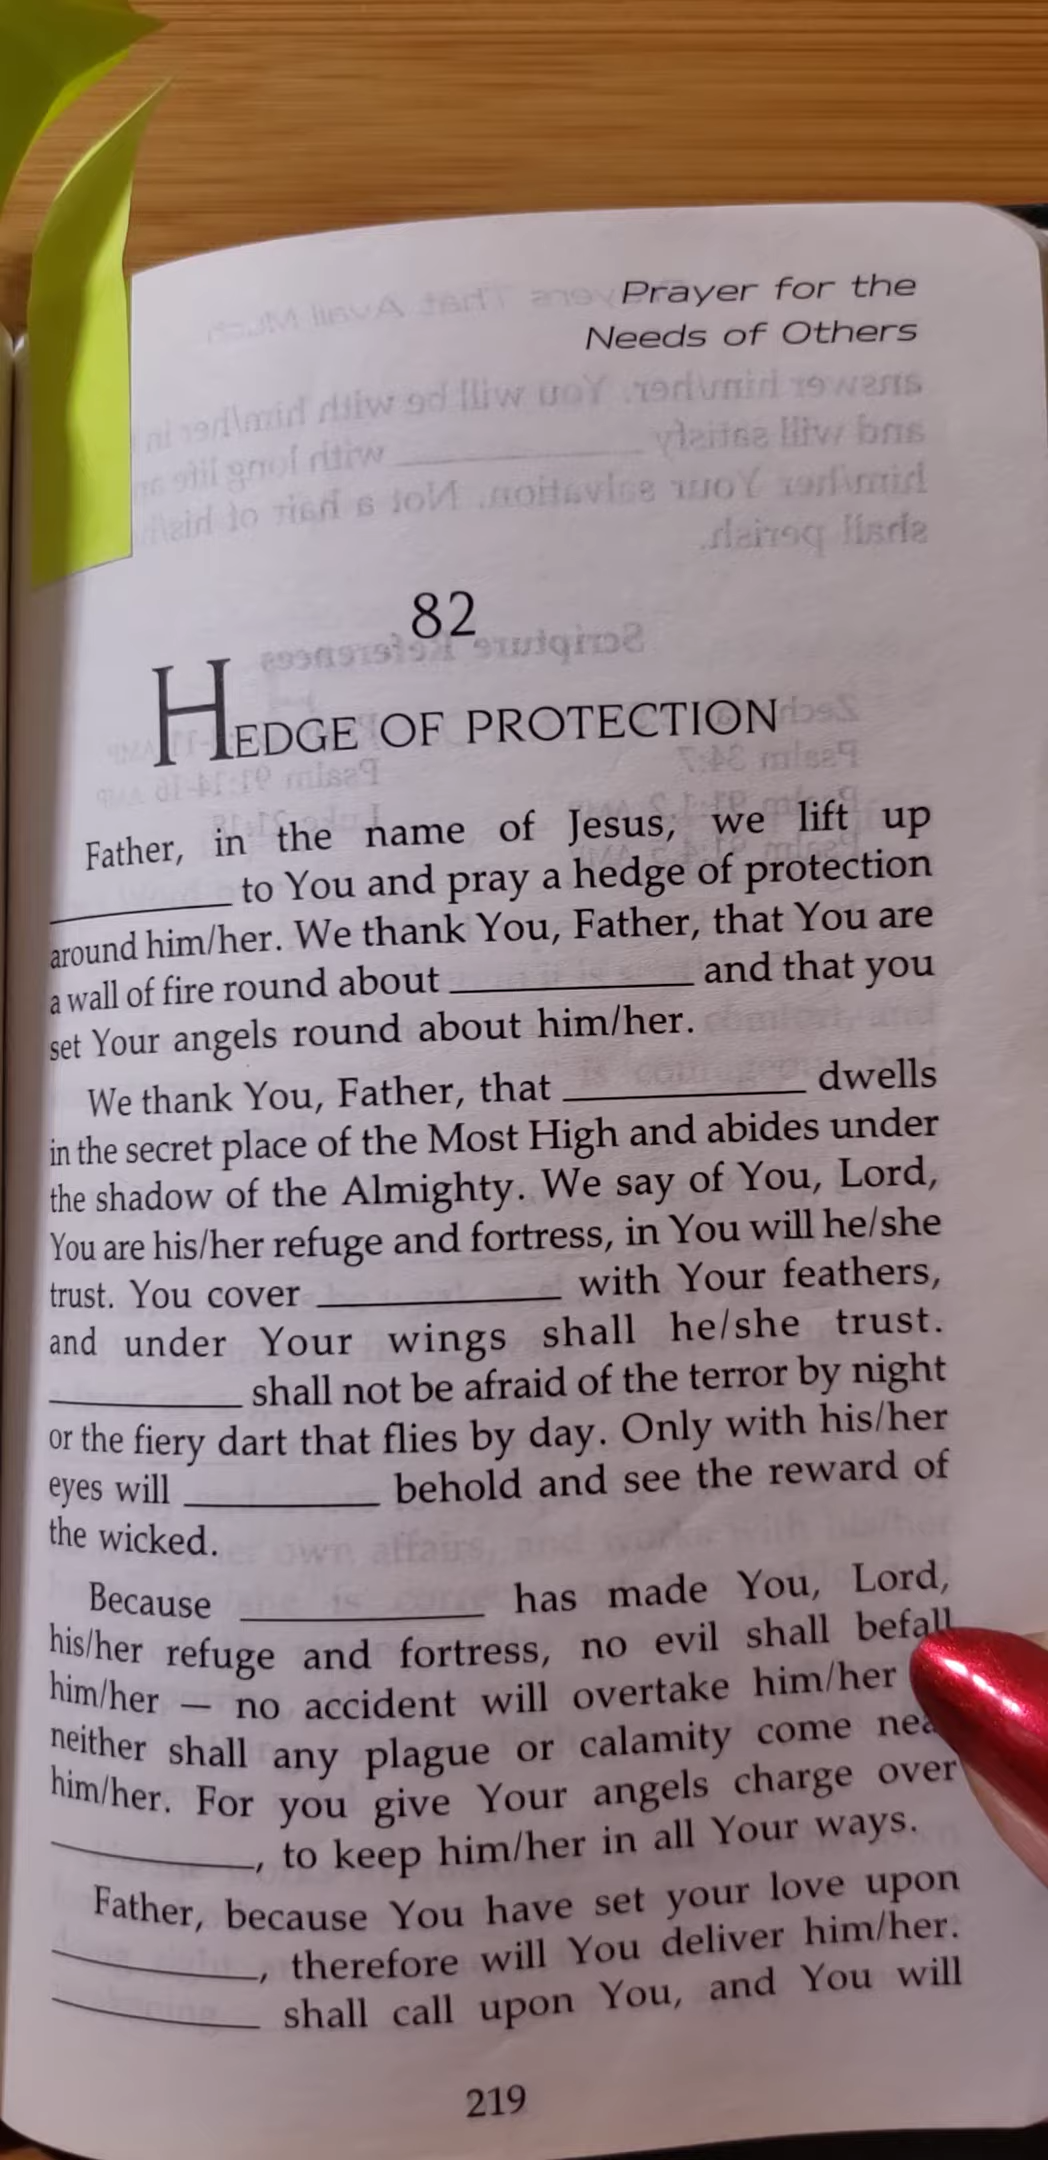 Prayer for the
Needs of Others
82
HEDGE OF PROTECTION
Father, in the name of Jesus, we lift up
__________ to You and pray a hedge of protection
around him/her. We thank You, Father, that You are
a wall of fire round about __________ and that you
set Your angels round about him/her.
We thank You, Father, that __________ dwells
in the secret place of the Most High and abides under
the shadow of the Almighty. We say of You, Lord,
You are his/her refuge and fortress, in You will he/she
trust. You cover __________ with Your feathers,
and under Your wings shall he/she trust.
__________ shall not be afraid of the terror by night
or the fiery dart that flies by day. Only with his/her
eyes will __________ behold and see the reward of
the wicked.
Because __________ has made You, Lord,
his/her refuge and fortress, no evil shall befall
him/her — no accident will overtake him/her
neither shall any plague or calamity come
him/her. For you give Your angels charge over
__________, to keep him/her in all Your ways.
Father, because You have set your love upon
__________, therefore will You deliver him/her.
__________ shall call upon You, and You will
219